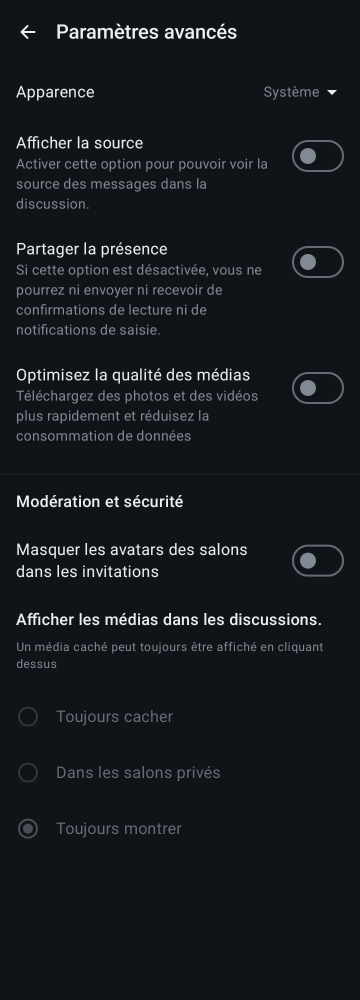 Paramètres avancés
Apparence
Système
Afficher la source
Activer cette option pour pouvoir voir la
source des messages dans la
discussion.
Partager la présence
Si cette option est désactivée, vous ne
pourrez ni envoyer ni recevoir de
confirmations de lecture ni de
notifications de saisie.
Optimisez la qualité des médias
Téléchargez des photos et des vidéos
plus rapidement et réduisez la
consommation de données
Modération et sécurité
Masquer les avatars des salons
dans les invitations
Afficher les médias dans les discussions.
Un média caché peut toujours être affiché en cliquant
dessus
Toujours cacher
Dans les salons privés
Toujours montrer